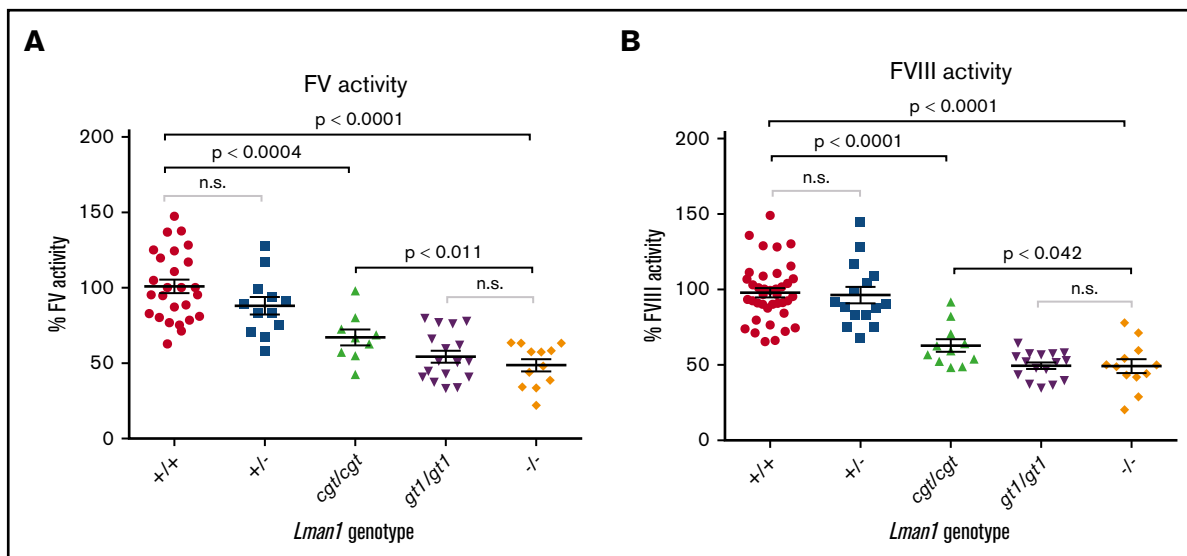 A
FV activity
p < 0.0001
p < 0.0004
n.s.
p < 0.011
n.s.
% FV activity
200
150
100
50
0
+/+
+/-
cgt/cgt
gt1/gt1
-/-
Lman1 genotype
B
FVIII activity
p < 0.0001
p < 0.0001
n.s.
p < 0.042
n.s.
% FVIII activity
200
150
100
50
0
+/+
+/-
cgt/cgt
gt1/gt1
-/-
Lman1 genotype